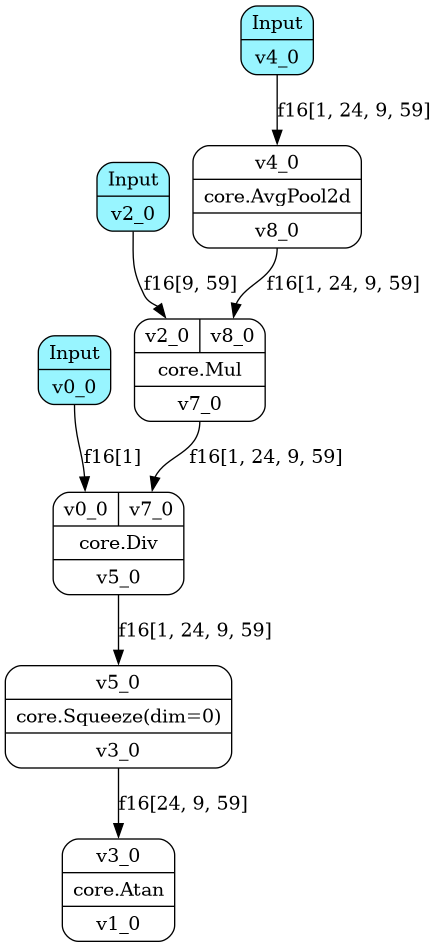 Input
v4_0
f16[1, 24, 9, 59]
v4_0
core.AvgPool2d
v8_0
Input
v2_0
f16[9, 59]
f16[1, 24, 9, 59]
v2_0 v8_0
core.Mul
v7_0
Input
v0_0
f16[1]
f16[1, 24, 9, 59]
v0_0 v7_0
core.Div
v5_0
f16[1, 24, 9, 59]
v5_0
core.Squeeze(dim=0)
v3_0
f16[24, 9, 59]
v3_0
core.Atan
v1_0